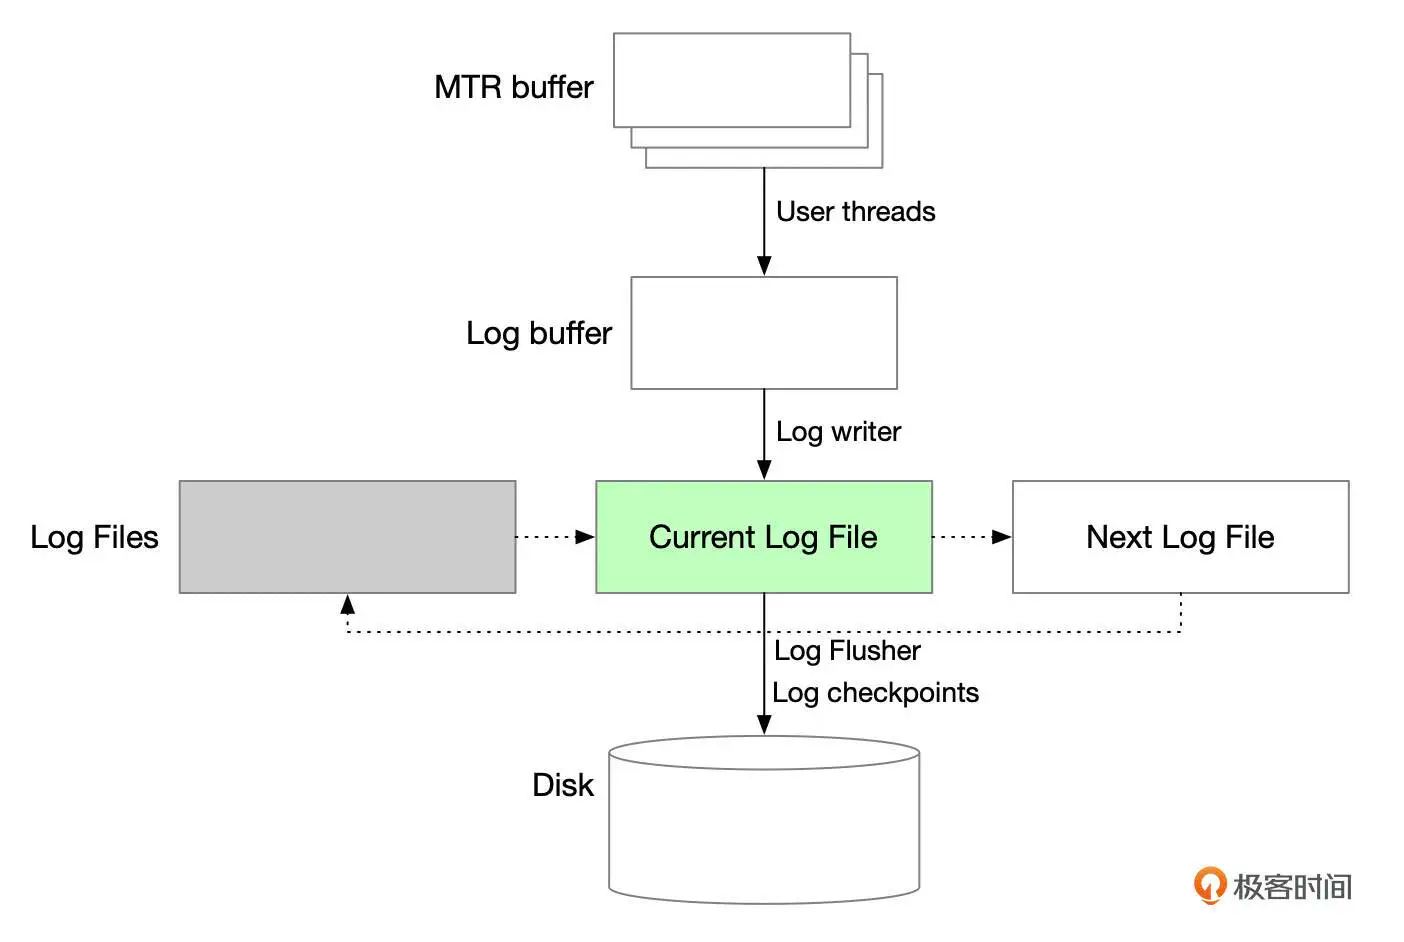 MTR buffer
User threads
Log buffer
Log writer
Log Files
Current Log File
Next Log File
Log Flusher
Log checkpoints
Disk
极客时间